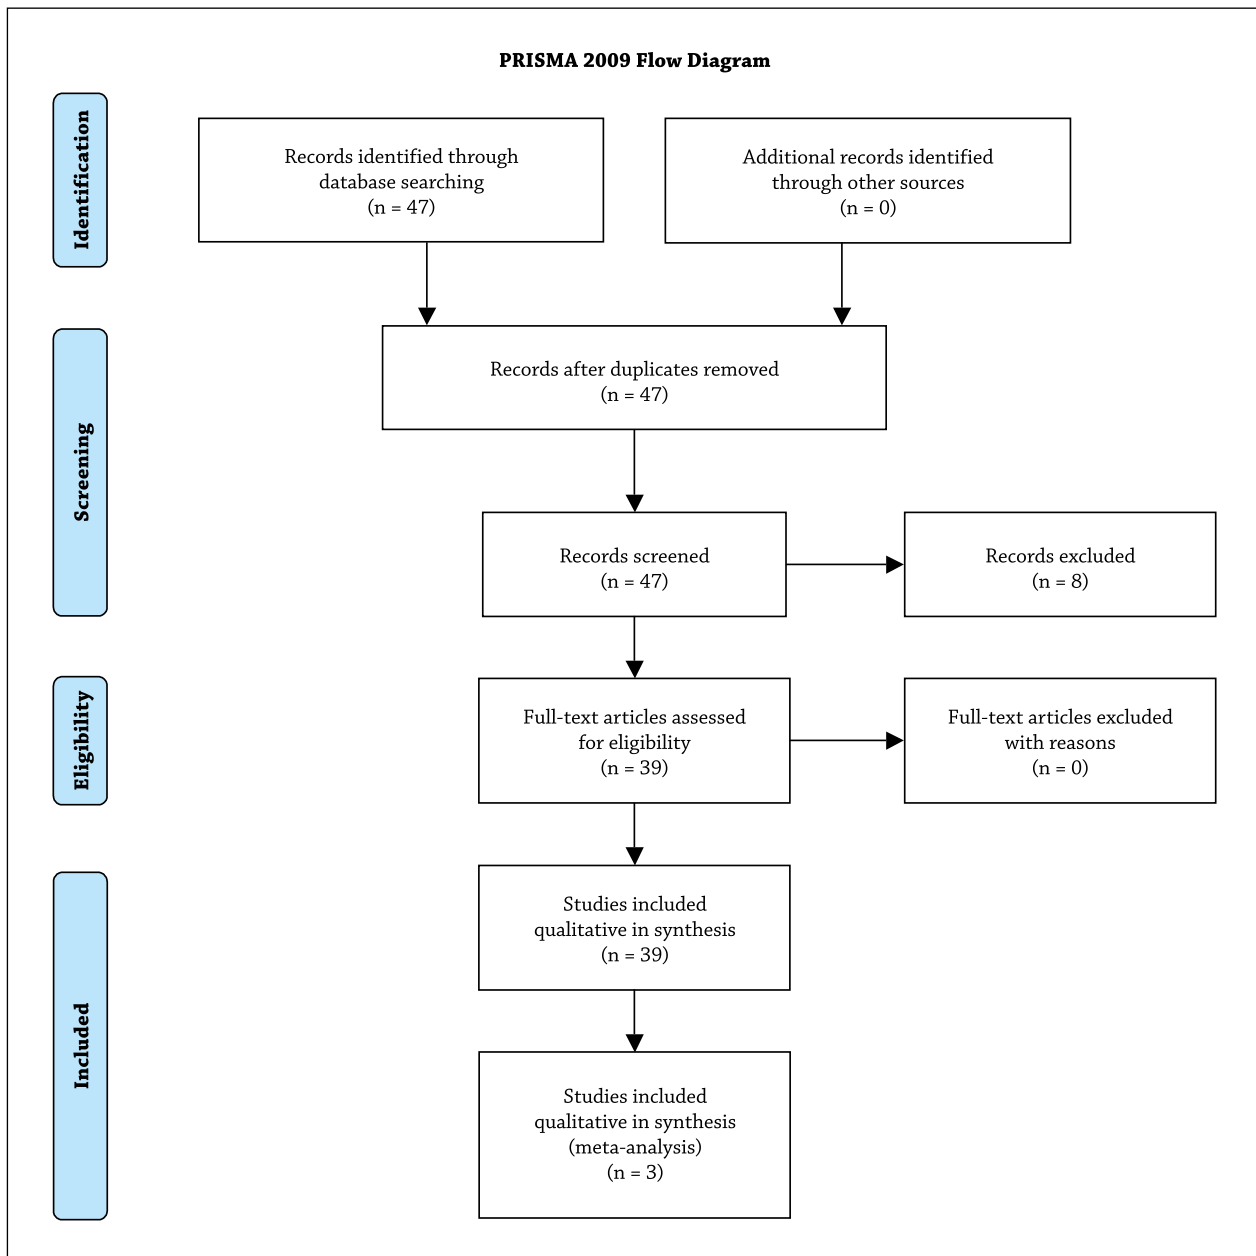 PRISMA 2009 Flow Diagram
Identification
Records identified through
database searching
(n = 47)
Additional records identified
through other sources
(n = 0)
Screening
Records after duplicates removed
(n = 47)
Records screened
(n = 47)
Records excluded
(n = 8)
Eligibility
Full-text articles assessed
for eligibility
(n = 39)
Full-text articles excluded
with reasons
(n = 0)
Included
Studies included
qualitative in synthesis
(n = 39)
Studies included
qualitative in synthesis
(meta-analysis)
(n = 3)